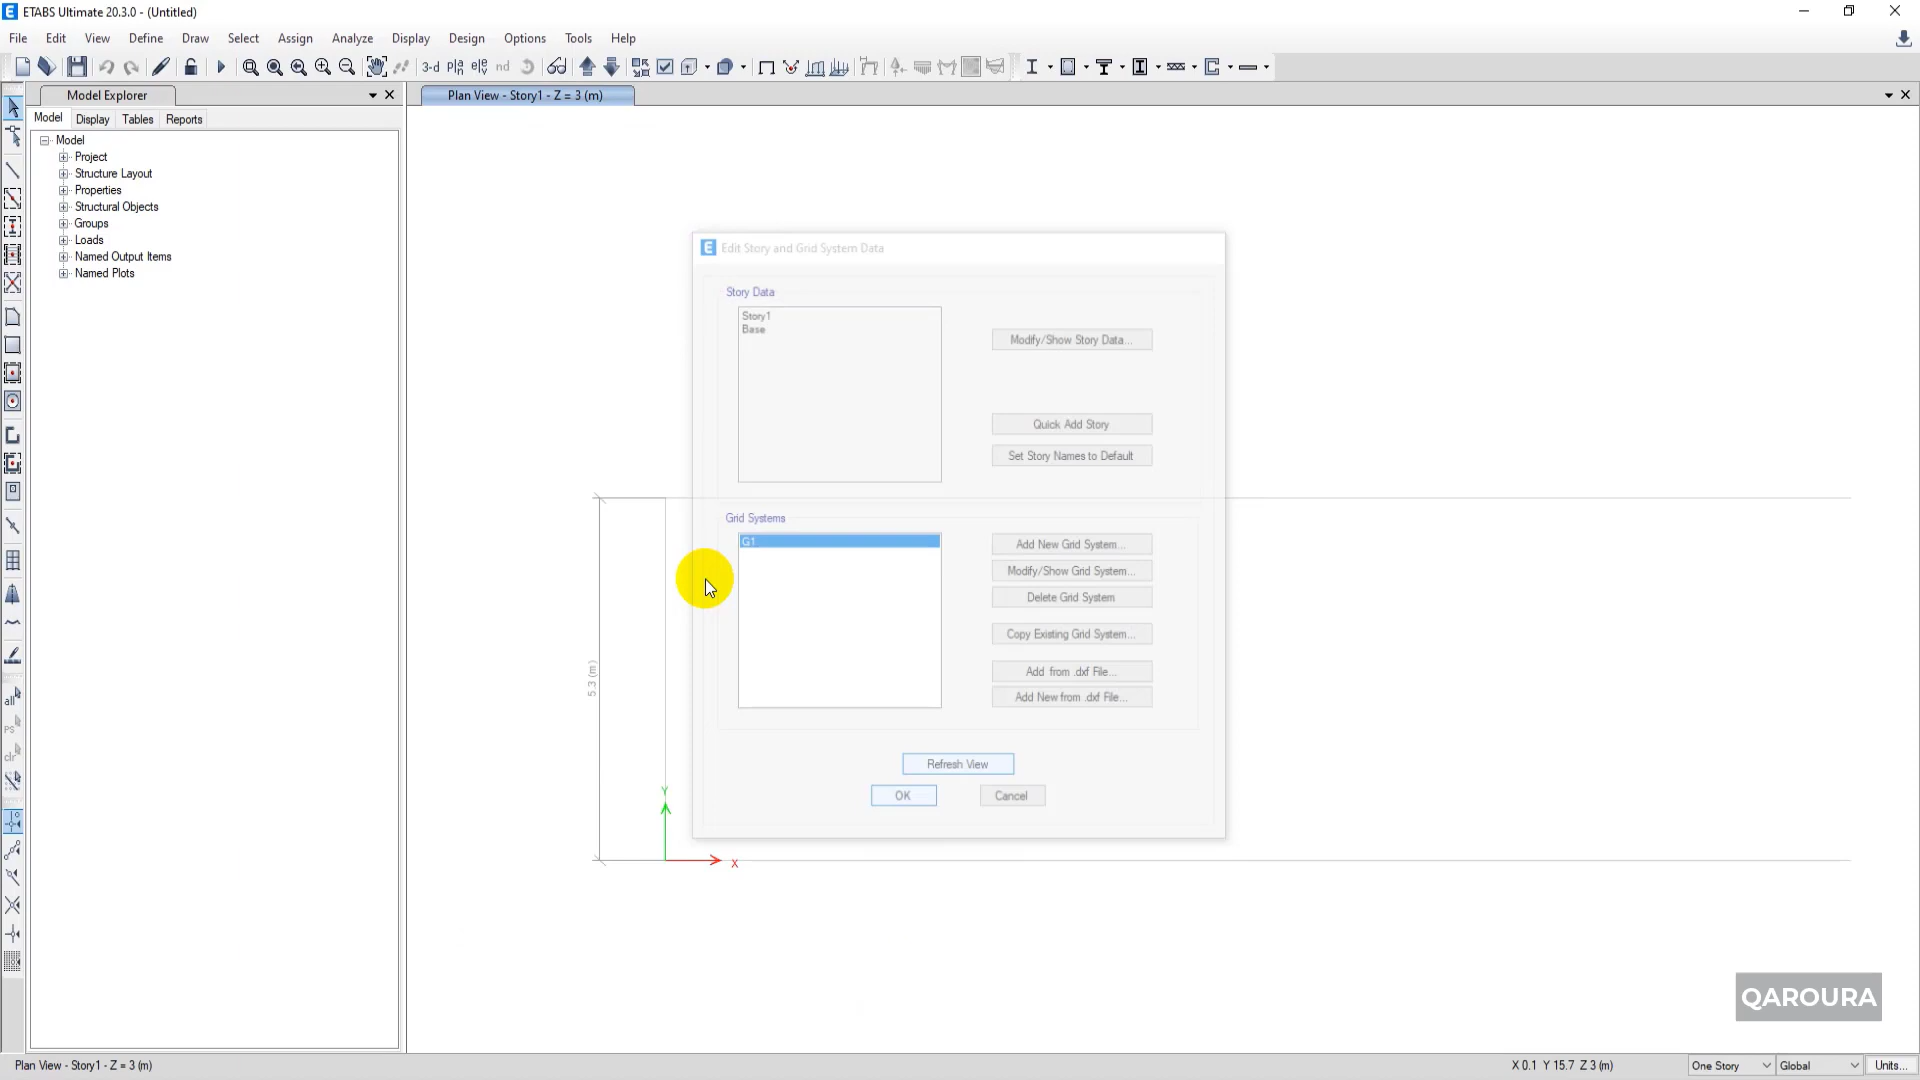 ETABS Ultimate 20.3.0 - (Untitled)
File Edit View Define Draw Select Assign Analyze Display Design Options Tools Help
3-d nd
Model Explorer
Plan View - Story1 - Z = 3 (m)
Model Display Tables Reports
Model
Project
Structure Layout
Properties
Structural Objects
Groups
Loads
Named Output Items
Named Plots
E Edit Story and Grid System Data
Story Data
Story1
Base
Modify/Show Story Data...
Quick Add Story
Set Story Names to Default
Grid Systems
G1
Add New Grid System...
Modify/Show Grid System...
Delete Grid System
Copy Existing Grid System...
Add from .dxf File...
Add New from .dxf File...
Refresh View
OK Cancel
5.3 (m)
Y
X
all
ps
clr
QAROURA
Plan View - Story1 - Z = 3 (m)
X 0.1 Y 15.7 Z 3 (m)
One Story Global Units...